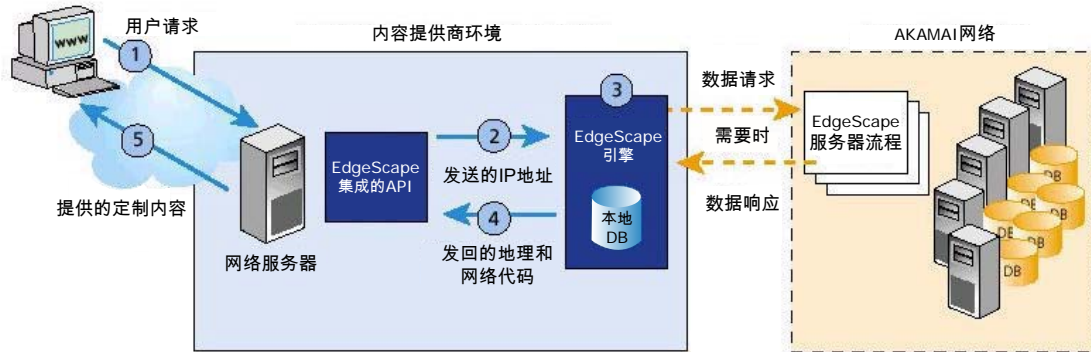 用户请求
内容提供商环境
AKAMAI网络
www
1
3
数据请求
EdgeScape
引擎
EdgeScape
服务器流程
2
需要时
5
EdgeScape
集成的API
发送的IP地址
DB
提供的定制内容
4
本地
DB
数据响应
DB
DB
DB
发回的地理和
网络代码
网络服务器
DB